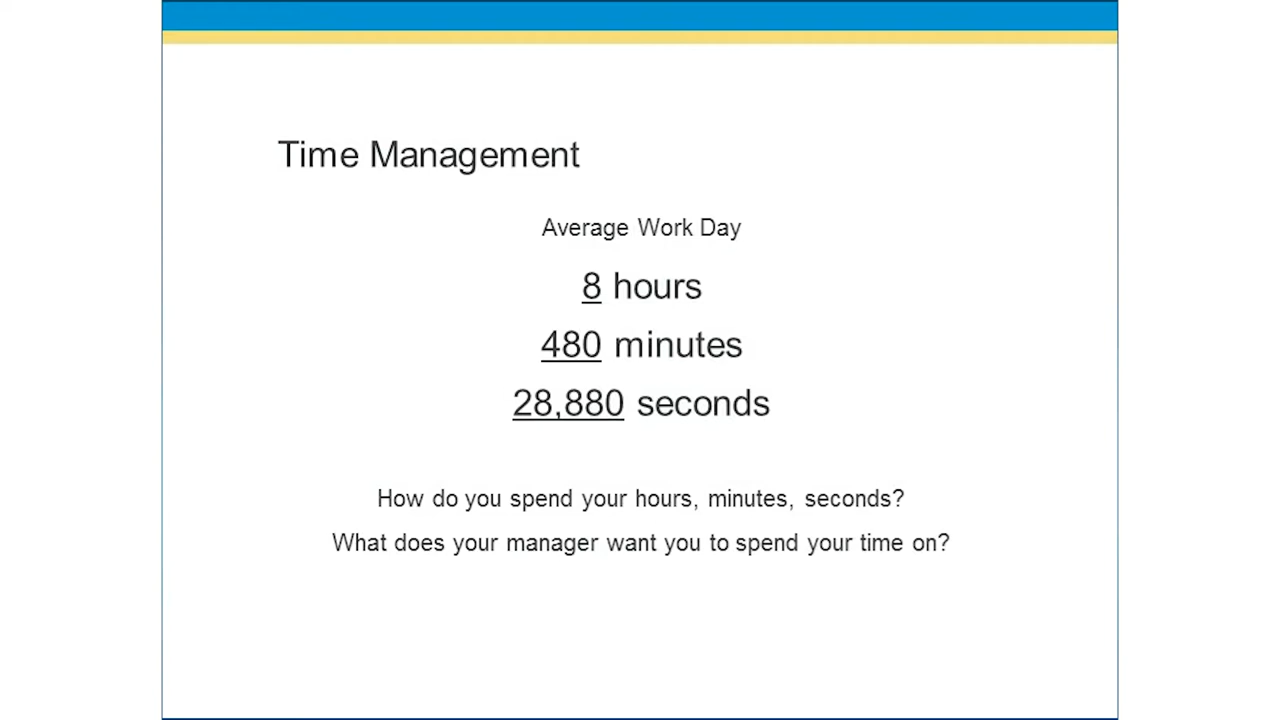 Time Management
Average Work Day
8 hours
480 minutes
28,880 seconds
How do you spend your hours, minutes, seconds?
What does your manager want you to spend your time on?